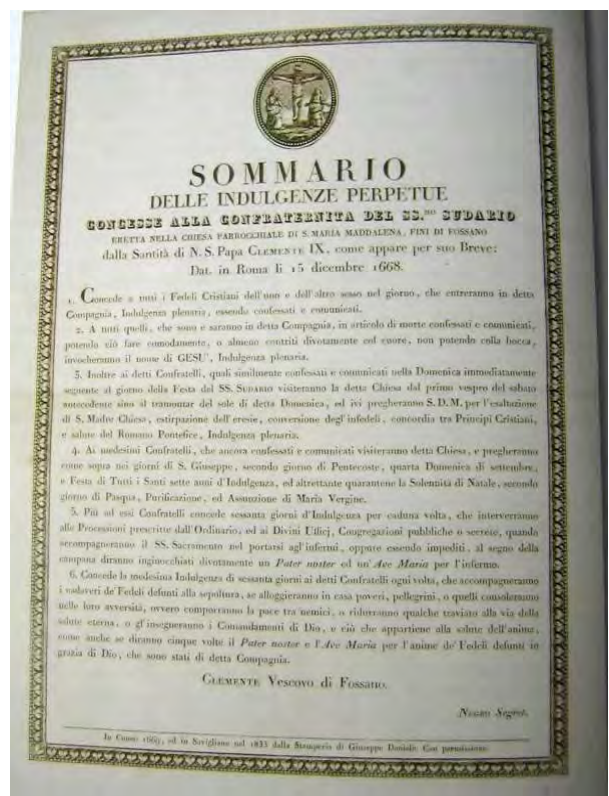 SOMMARIO
DELLE INDULGENZE PERPETUE
CONCESSE ALLA CONFRATERNITA DEL SS.MO SUDARIO
ERETTA NELLA CHIESA PARROCCHIALE DI S. MARIA MADDALENA, FINI DI FOSSANO
dalla Santità di N. S. Papa CLEMENTE IX, come appare per suo Breve:
Dat. in Roma li 15 dicembre 1668.
1. Concede a tutti i Fedeli Cristiani dell'uno e dell'altro sesso nel giorno, che entreranno in detta
Compagnia, Indulgenza plenaria, essendo confessati e comunicati.
2. A tutti quelli, che sono e saranno in detta Compagnia, in articolo di morte confessati e comunicati,
potendo ciò fare comodamente, o almeno contriti divotamente col cuore, non potendo colla bocca,
invocheranno il nome di GESU', Indulgenza plenaria.
3. Inoltre ai detti Confratelli, quali similmente confessati e comunicati nella Domenica immediatamente
seguente al giorno della Festa del SS. SUDARIO visiteranno la detta Chiesa dal primo vespro del sabato
antecedente sino al tramontar del sole di detta Domenica, ed ivi pregheranno S. D. M. per l'esaltazione
di S. Madre Chiesa, estirpazione dell'eresie, conversione degl'infedeli, concordia tra Principi Cristiani,
e salute del Romano Pontefice, Indulgenza plenaria.
4. Ai medesimi Confratelli, che ancora confessati e comunicati visiteranno detta Chiesa, e pregheranno
come sopra nei giorni di S. Giuseppe, secondo giorno di Pentecoste, quarta Domenica di settembre,
e Festa di Tutti i Santi sette anni d'Indulgenza, ed altrettante quarantene la Solennità di Natale, secondo
giorno di Pasqua, Purificazione, ed Assunzione di Maria Vergine.
5. Più ad essi Confratelli concede sessanta giorni d'Indulgenza per caduna volta, che interverranno
alle Processioni prescritte dall'Ordinario, ed ai Divini Ufficj, Congregazioni pubbliche o secrete, quando
accompagneranno il SS. Sacramento nel portarsi agl'infermi, oppure essendo impediti, al segno della
campana diranno inginocchiati divotamente un Pater noster ed un'Ave Maria per l'infermo.
6. Concede la medesima Indulgenza di sessanta giorni ai detti Confratelli ogni volta, che accompagneranno
i cadaveri de'Fedeli defunti alla sepoltura, se alloggieranno in casa poveri, pellegrini, o quelli consoleranno
nelle loro avversità, ovvero comporranno la pace tra nemici, o ridurranno qualche traviato alla via della
salute eterna, o gl'insegneranno i Comandamenti di Dio, e ciò che appartiene alla salute dell'anima,
come anche se diranno cinque volte il Pater noster e l'Ave Maria per l'anime de' Fedeli defunti in
grazia di Dio, che sono stati di detta Compagnia.
CLEMENTE Vescovo di Fossano.
NEGRO Segret.
In Cuneo 1669, ed in Savigliano nel 1833 dalla Stamperia di Giuseppe Daniele Con permissione